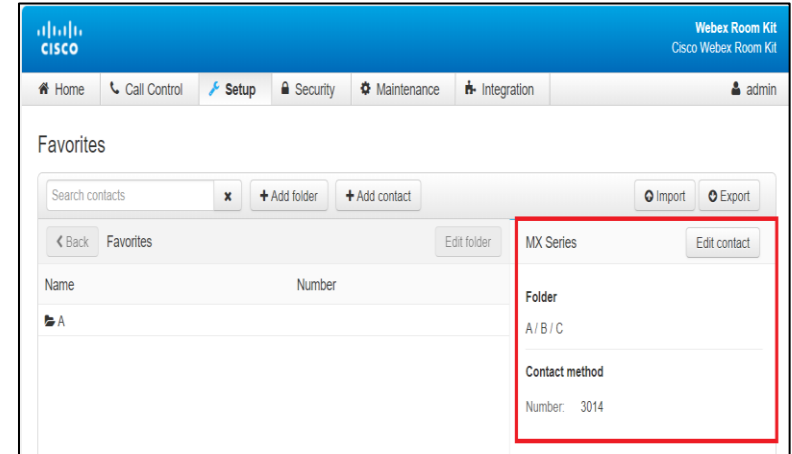 Webex Room Kit
CISCO
Cisco Webex Room Kit
Home Call Control Setup Security Maintenance Integration admin
Favorites
Search contacts x + Add folder + Add contact Import Export
Back Favorites Edit folder MX Series Edit contact
Name Number
Folder
A
A / B / C
Contact method
Number: 3014